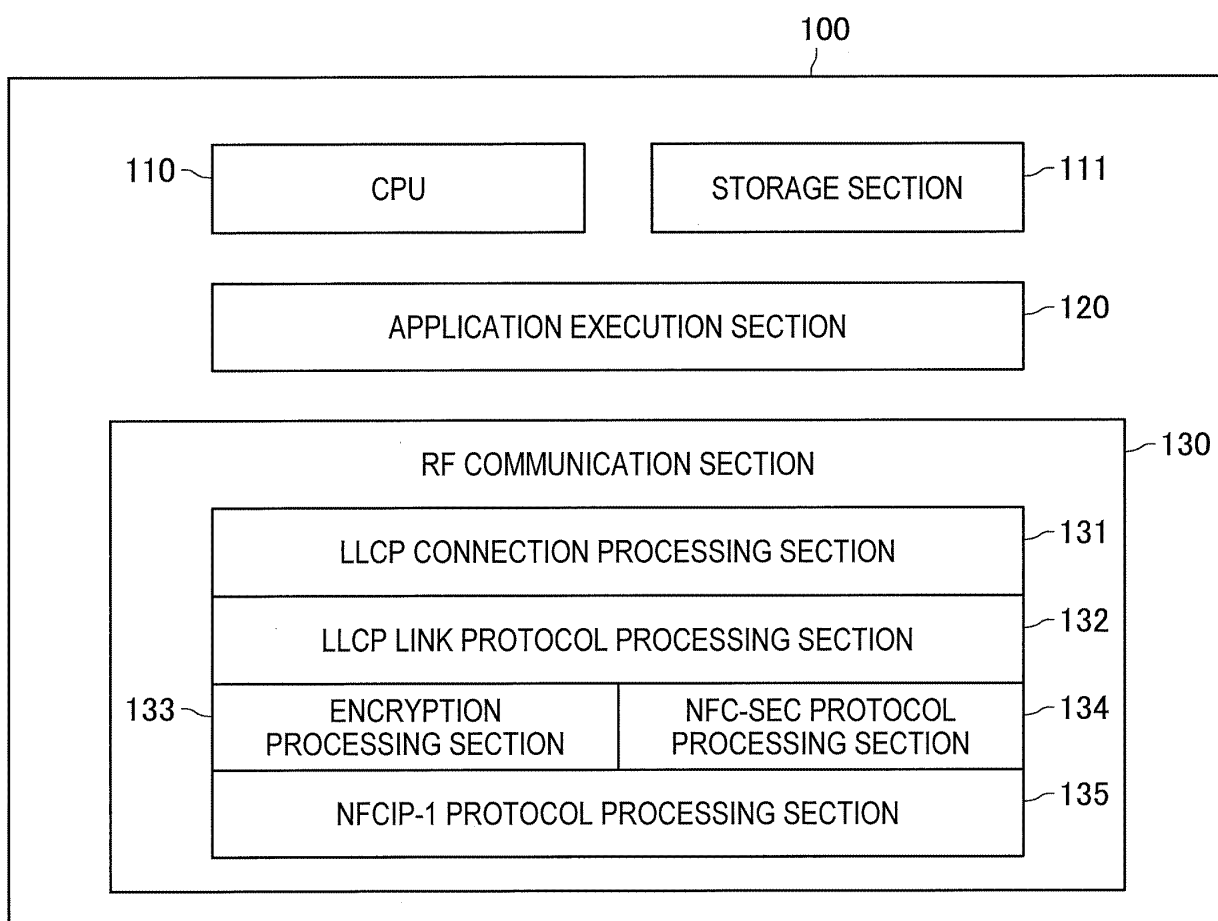 100
110
CPU
STORAGE SECTION
111
APPLICATION EXECUTION SECTION
120
RF COMMUNICATION SECTION
130
LLCP CONNECTION PROCESSING SECTION
131
LLCP LINK PROTOCOL PROCESSING SECTION
132
133
ENCRYPTION
PROCESSING SECTION
NFC-SEC PROTOCOL
PROCESSING SECTION
134
NFCIP-1 PROTOCOL PROCESSING SECTION
135